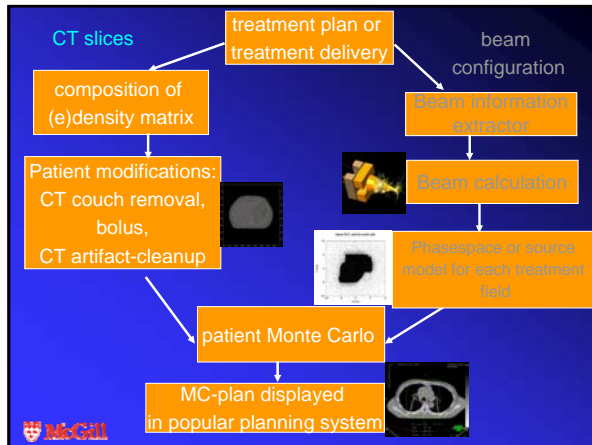 CT slices
treatment plan or
treatment delivery
beam
configuration
composition of
(e)density matrix
Beam information
extractor
Patient modifications:
CT couch removal,
bolus,
CT artifact-cleanup
Beam calculation
Phasespace or source
model for each treatment
field
patient Monte Carlo
MC-plan displayed
in popular planning system
McGill